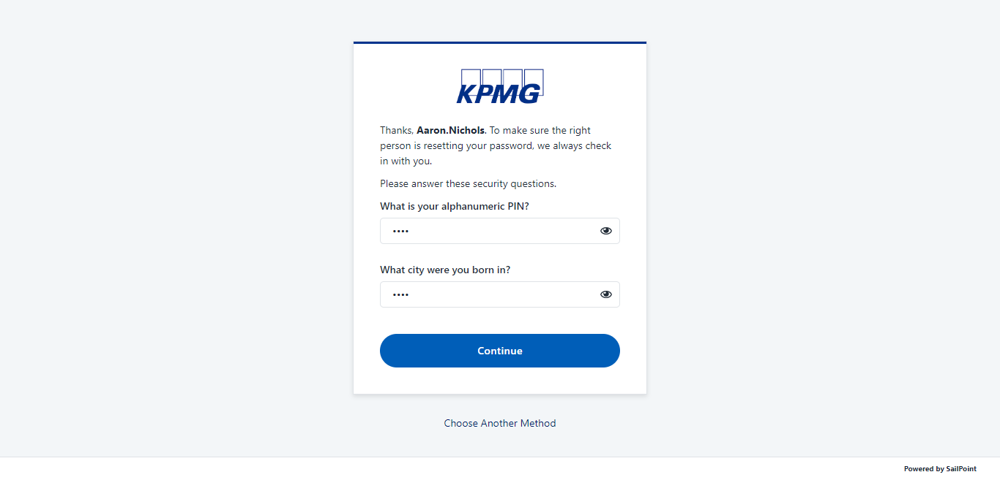 KPMG
Thanks, Aaron.Nichols. To make sure the right
person is resetting your password, we always check
in with you.
Please answer these security questions.
What is your alphanumeric PIN?
••••
What city were you born in?
••••
Continue
Choose Another Method
Powered by SailPoint